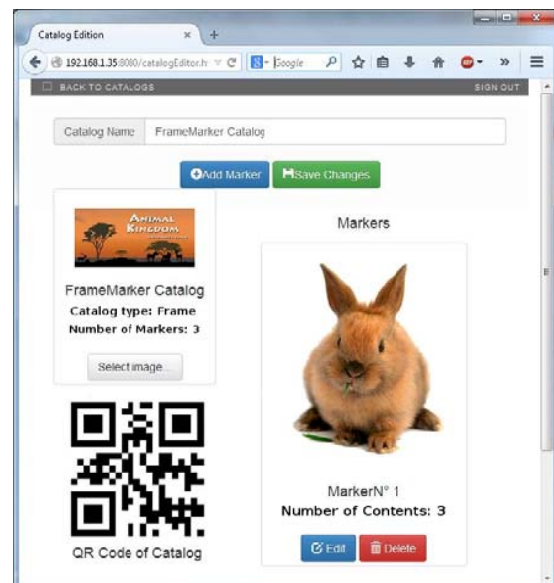 Catalog Edition
192.168.1.35:8080/catalogEditor.h
Google
BACK TO CATALOGS
SIGN OUT
Catalog Name
FrameMarker Catalog
Add Marker
Save Changes
ANIMAL
KINGDOM
FrameMarker Catalog
Catalog type: Frame
Number of Markers: 3
Select image...
QR Code of Catalog
Markers
MarkerN° 1
Number of Contents: 3
Edit
Delete